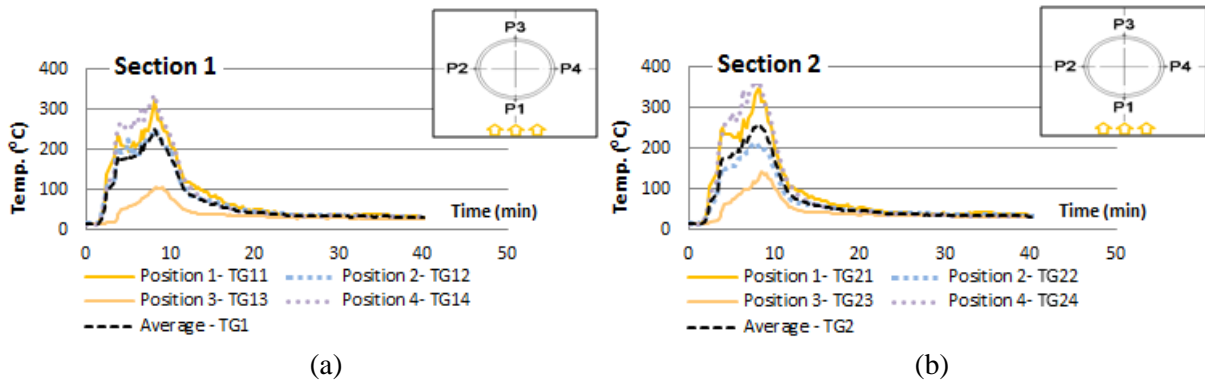 Section 1
Temp. (°C)
400
300
200
100
0
0 10 20 30 40 50
Time (min)
P3
P2 P4
P1
Position 1- TG11 Position 2- TG12
Position 3- TG13 Position 4- TG14
Average - TG1
(a)
Section 2
Temp. (°C)
400
300
200
100
0
0 10 20 30 40 50
Time (min)
P3
P2 P4
P1
Position 1- TG21 Position 2- TG22
Position 3- TG23 Position 4- TG24
Average - TG2
(b)